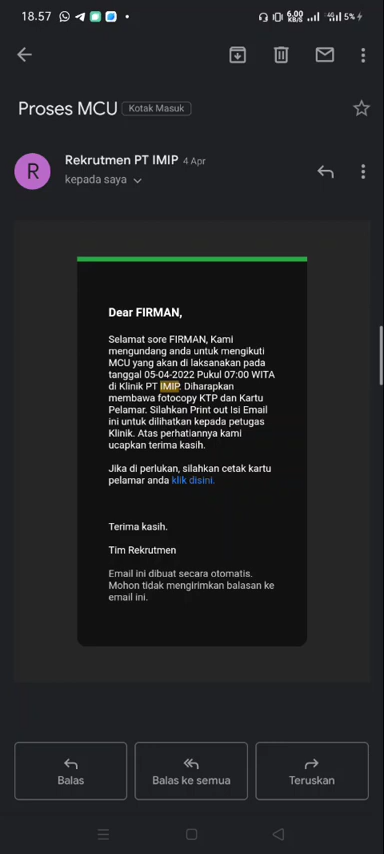 18.57
6.00 KB/S 4G 5%
Proses MCU Kotak Masuk
R
Rekrutmen PT IMIP 4 Apr
kepada saya
Dear FIRMAN,
Selamat sore FIRMAN, Kami
mengundang anda untuk mengikuti
MCU yang akan di laksanakan pada
tanggal 05-04-2022 Pukul 07:00 WITA
di Klinik PT IMIP. Diharapkan
membawa fotocopy KTP dan Kartu
Pelamar. Silahkan Print out Isi Email
ini untuk dilihatkan kepada petugas
Klinik. Atas perhatiannya kami
ucapkan terima kasih.
Jika di perlukan, silahkan cetak kartu
pelamar anda klik disini.
Terima kasih.
Tim Rekrutmen
Email ini dibuat secara otomatis.
Mohon tidak mengirimkan balasan ke
email ini.
Balas
Balas ke semua
Teruskan